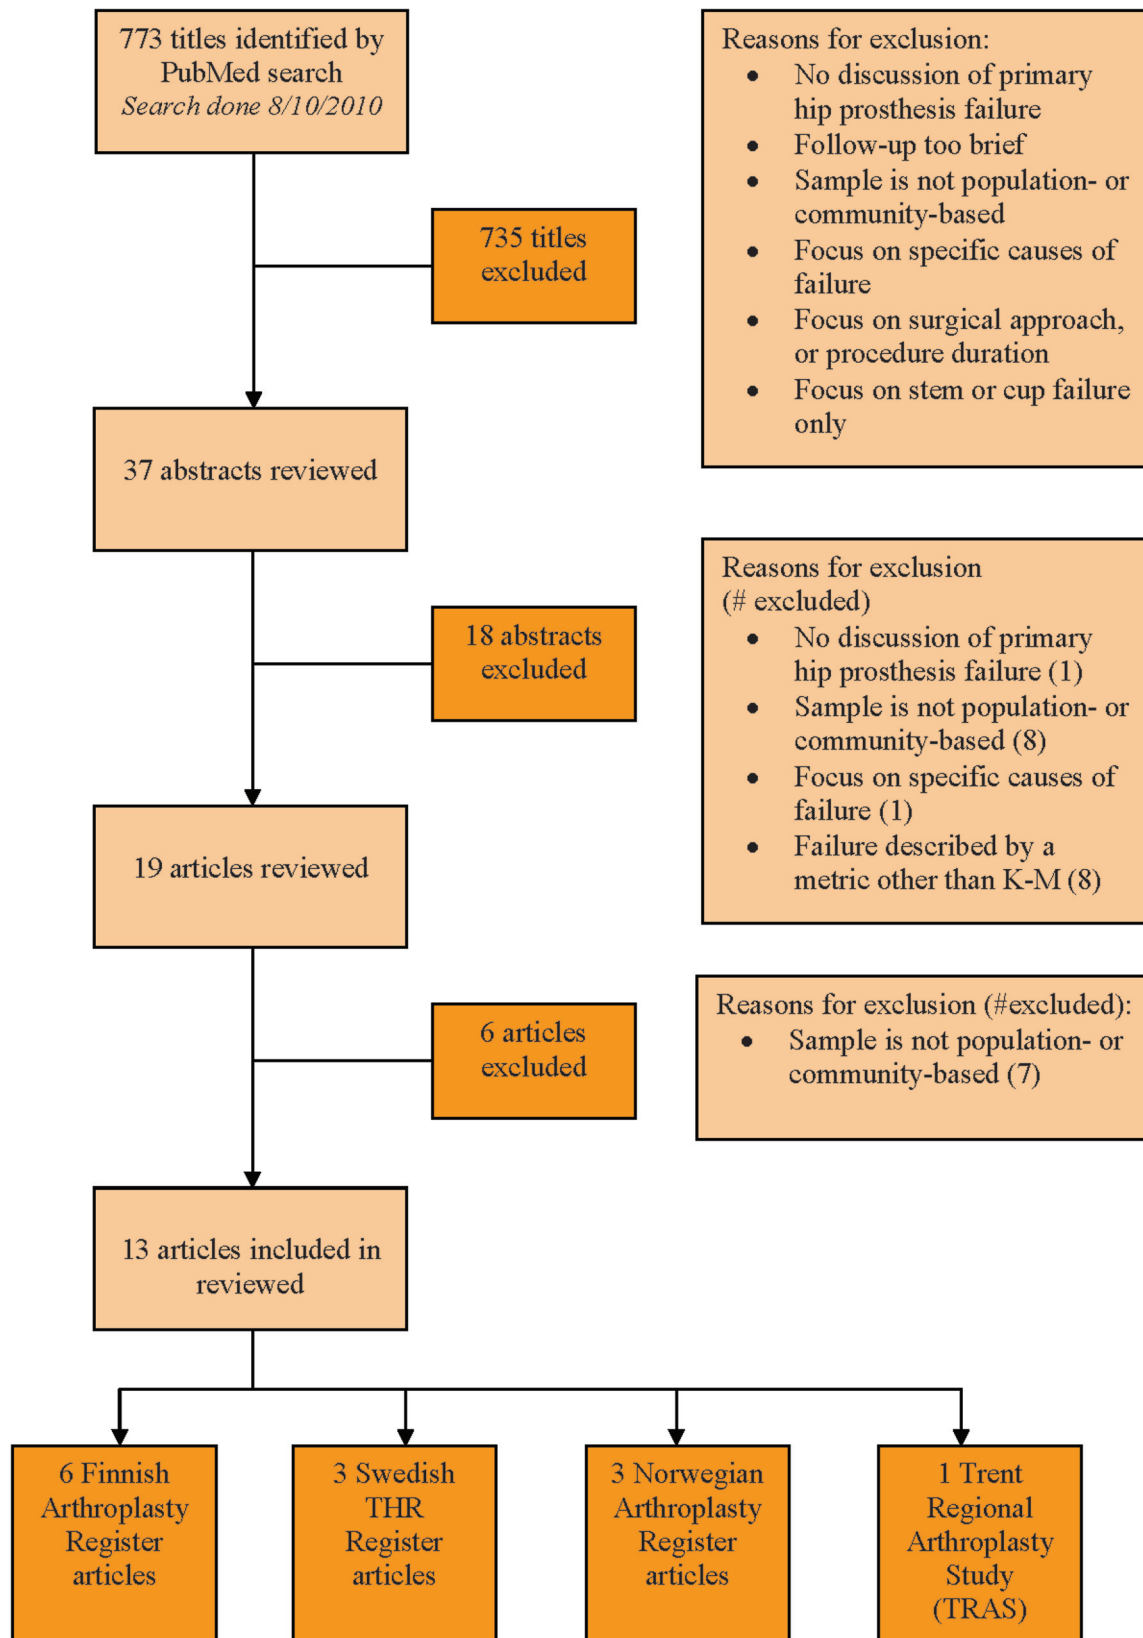 773 titles identified by
PubMed search
Search done 8/10/2010
Reasons for exclusion:
• No discussion of primary
hip prosthesis failure
• Follow-up too brief
• Sample is not population- or
community-based
• Focus on specific causes of
failure
• Focus on surgical approach,
or procedure duration
• Focus on stem or cup failure
only
735 titles
excluded
37 abstracts reviewed
Reasons for exclusion
(# excluded)
• No discussion of primary
hip prosthesis failure (1)
• Sample is not population- or
community-based (8)
• Focus on specific causes of
failure (1)
• Failure described by a
metric other than K-M (8)
18 abstracts
excluded
19 articles reviewed
Reasons for exclusion (#excluded):
• Sample is not population- or
community-based (7)
6 articles
excluded
13 articles included in
reviewed
6 Finnish
Arthroplasty
Register
articles
3 Swedish
THR
Register
articles
3 Norwegian
Arthroplasty
Register
articles
1 Trent
Regional
Arthroplasty
Study
(TRAS)